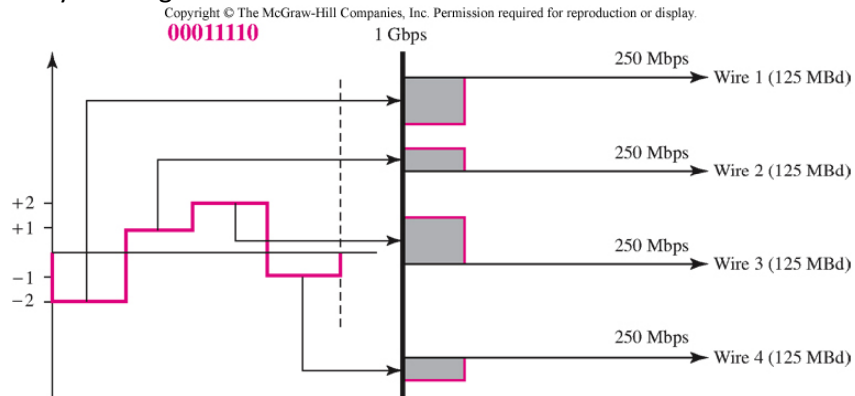 Copyright © The McGraw-Hill Companies, Inc. Permission required for reproduction or display.
00011110
1 Gbps
250 Mbps
Wire 1 (125 MBd)
250 Mbps
Wire 2 (125 MBd)
+2
+1
−1
−2
250 Mbps
Wire 3 (125 MBd)
250 Mbps
Wire 4 (125 MBd)